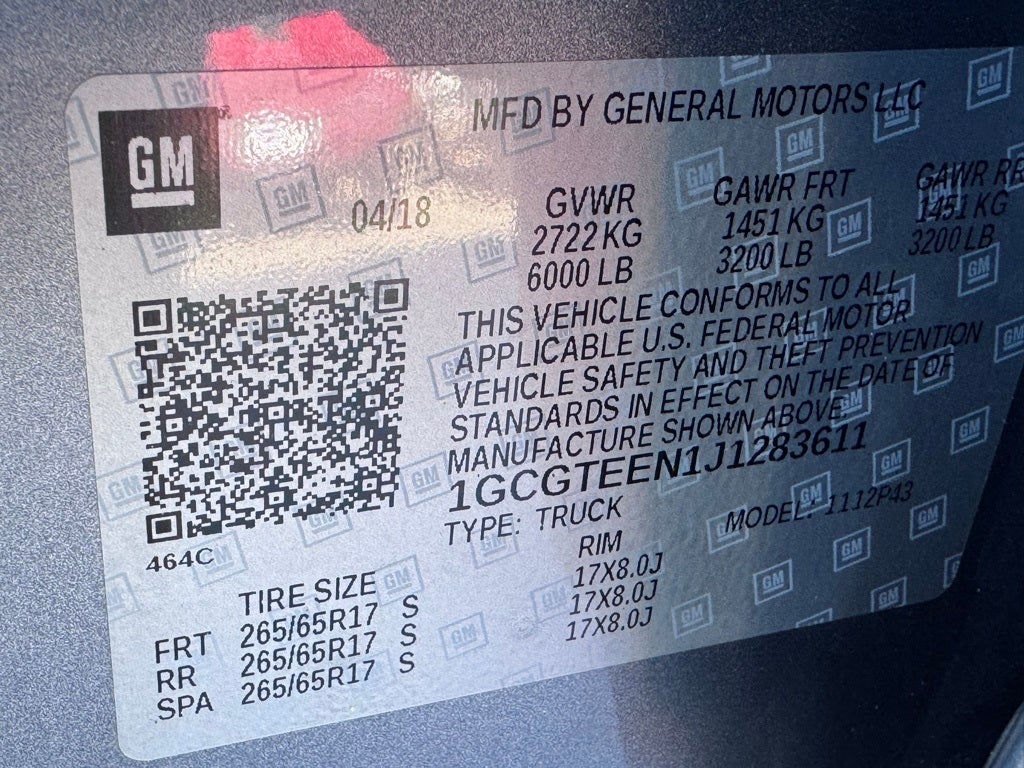 GM
MFD BY GENERAL MOTORS LLC
04/18
GVWR GAWR FRT GAWR RR
2722KG 1451 KG 1451 KG
6000 LB 3200 LB 3200 LB
THIS VEHICLE CONFORMS TO ALL
APPLICABLE U.S. FEDERAL MOTOR
VEHICLE SAFETY AND THEFT PREVENTION
STANDARDS IN EFFECT ON THE DATE OF
MANUFACTURE SHOWN ABOVE.
1GCGTEEN1J1283611
TYPE: TRUCK MODEL: 1112P43
464C
TIRE SIZE RIM
FRT 265/65R17 S 17X8.0J
RR 265/65R17 S 17X8.0J
SPA 265/65R17 S 17X8.0J